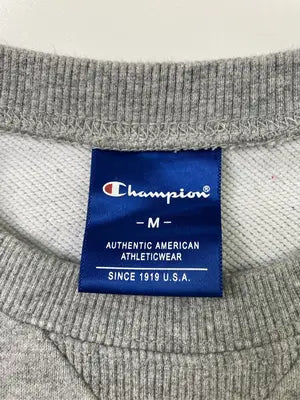 Champion®
- M -
AUTHENTIC AMERICAN
ATHLETICWEAR
SINCE 1919 U.S.A.